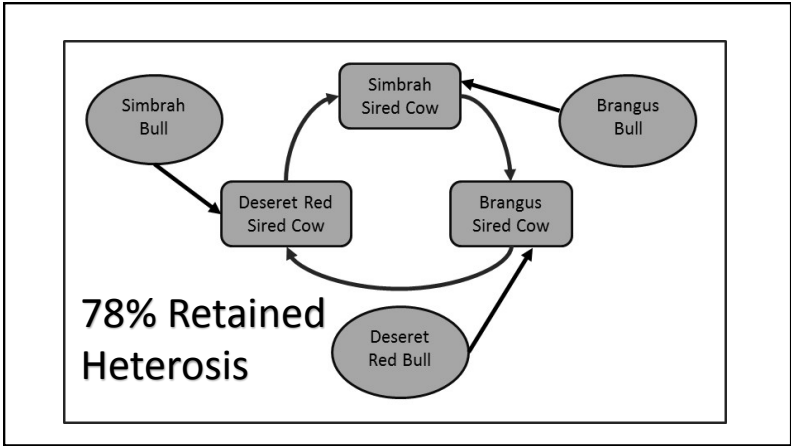 Simbrah
Sired Cow
Simbrah
Bull
Brangus
Bull
Deseret Red
Sired Cow
Brangus
Sired Cow
78% Retained
Heterosis
Deseret
Red Bull